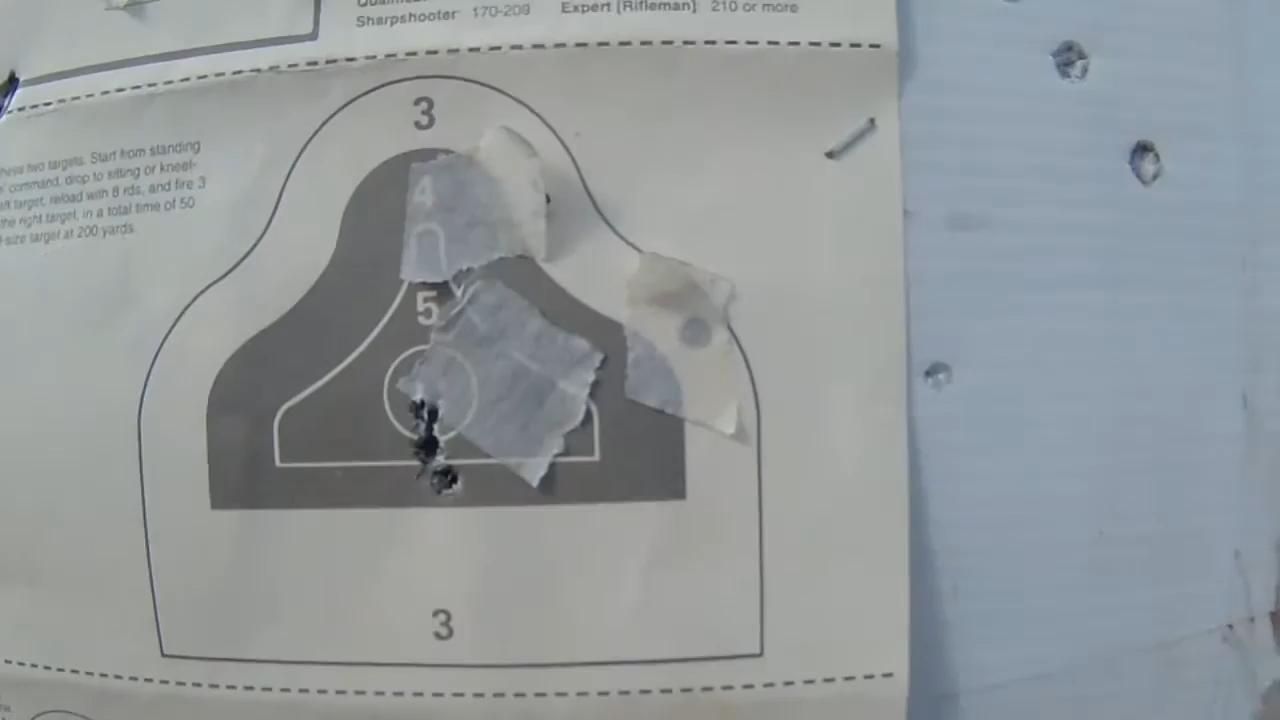 Sharpshooter 170-209 Expert [Rifleman] 210 or more
3
these two targets. Start from standing
command, drop to sitting or kneel-
target, reload with 8 rds, and fire 3
the right target, in a total time of 50
-size target at 200 yards.
4
5
3